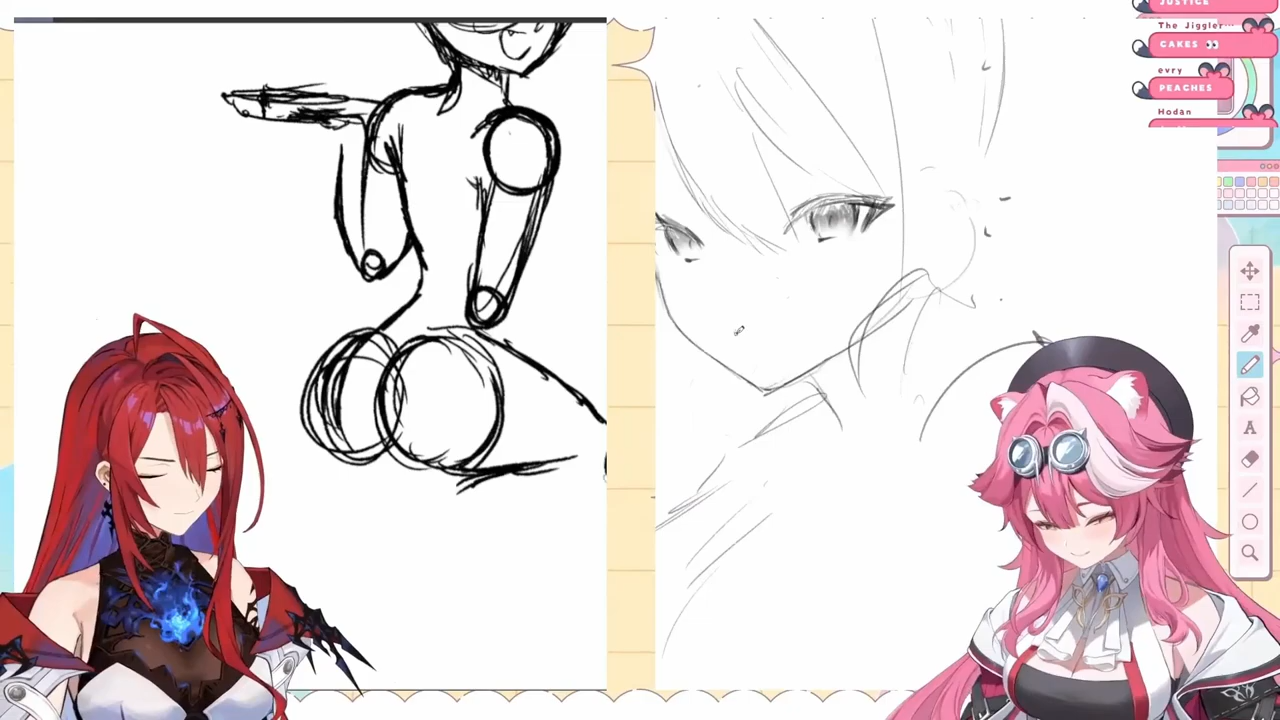 JUSTICE
The Jiggler...
CAKES 👀
evry
PEACHES
Hodan
A